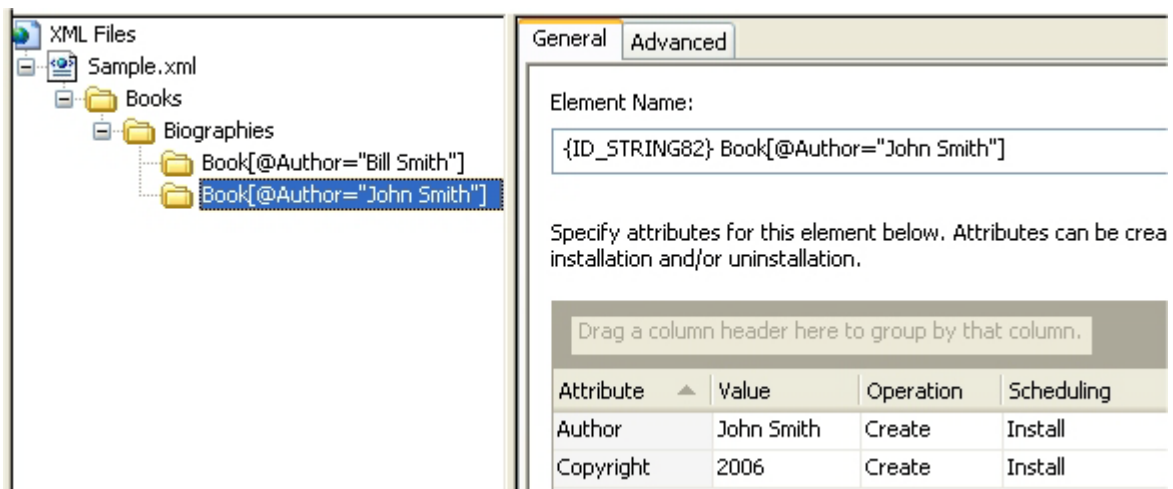 XML Files
Sample.xml
Books
Biographies
Book[@Author="Bill Smith"]
Book[@Author="John Smith"]
General Advanced
Element Name:
{ID_STRING82} Book[@Author="John Smith"]
Specify attributes for this element below. Attributes can be crea
installation and/or uninstallation.
Drag a column header here to group by that column.
Attribute Value Operation Scheduling
Author John Smith Create Install
Copyright 2006 Create Install